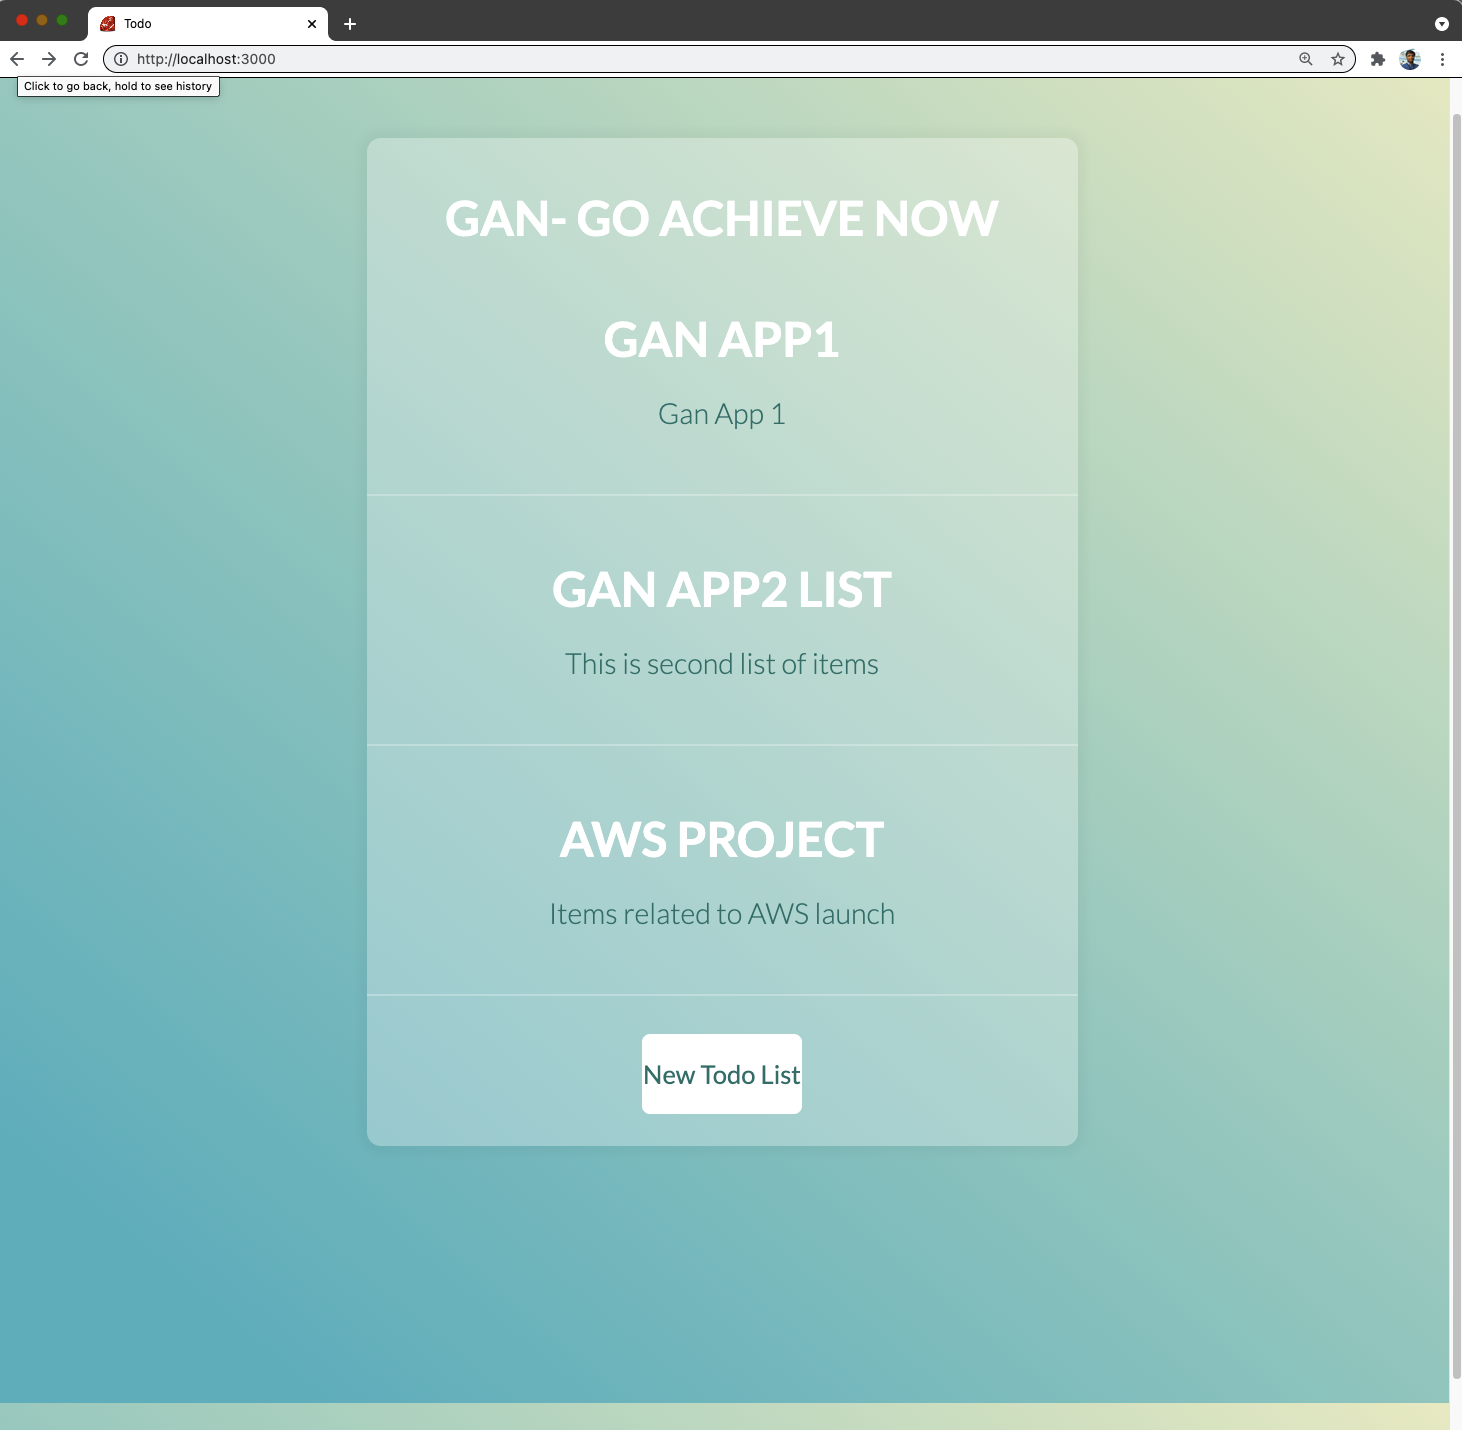 Todo
http://localhost:3000
Click to go back, hold to see history
GAN- GO ACHIEVE NOW
GAN APP1
Gan App 1
GAN APP2 LIST
This is second list of items
AWS PROJECT
Items related to AWS launch
New Todo List